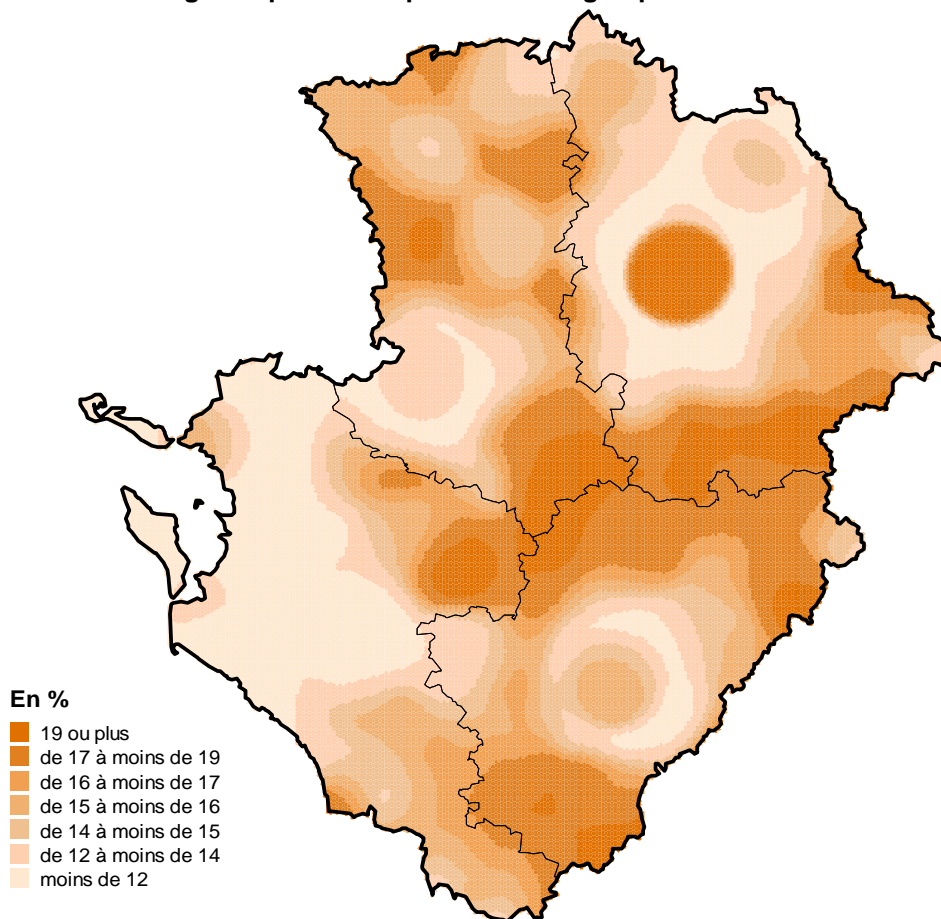 En %
19 ou plus
de 17 à moins de 19
de 16 à moins de 17
de 15 à moins de 16
de 14 à moins de 15
de 12 à moins de 14
moins de 12